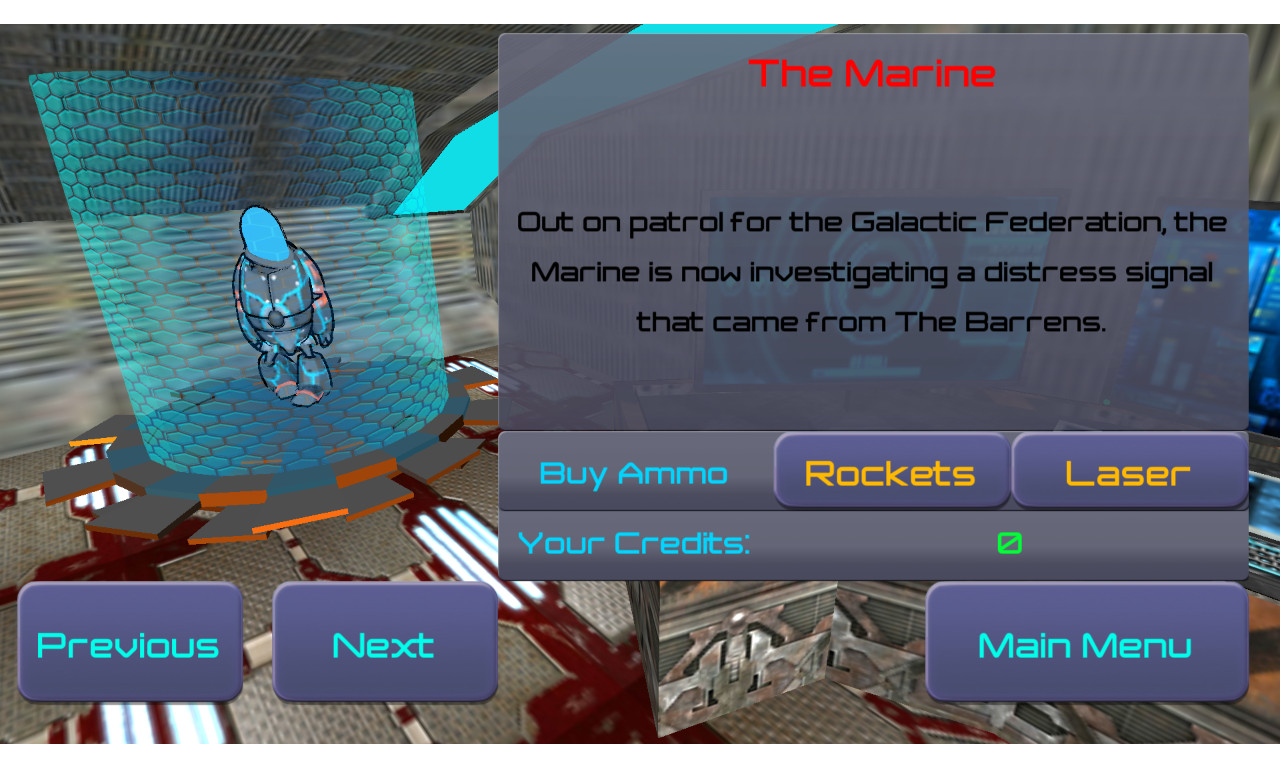 The Marine
Out on patrol for the Galactic Federation, the
Marine is now investigating a distress signal
that came from The Barrens.
Buy Ammo
Rockets
Laser
Your Credits:
0
Previous
Next
Main Menu